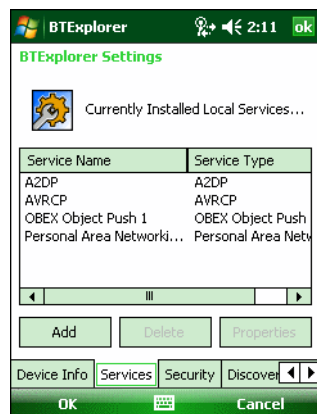 BTExplorer 2:11 ok
BTExplorer Settings
Currently Installed Local Services...
Service Name Service Type
A2DP A2DP
AVRCP AVRCP
OBEX Object Push 1 OBEX Object Push
Personal Area Networki... Personal Area Netw
Add Delete Properties
Device Info Services Security Discover
OK Cancel